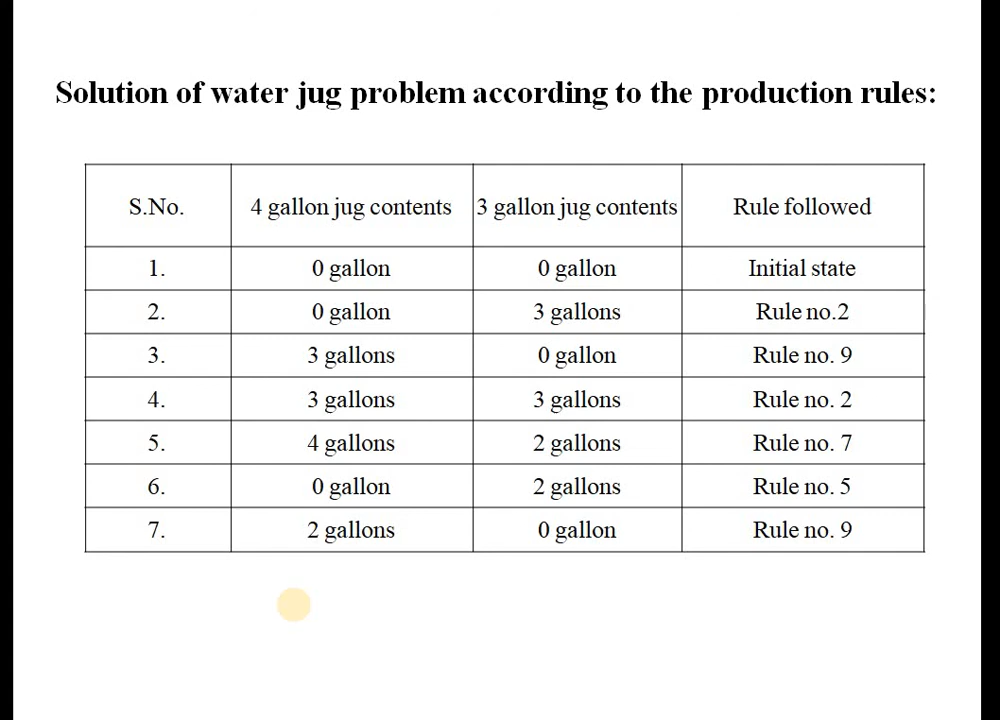 Solution of water jug problem according to the production rules:
S.No. 4 gallon jug contents 3 gallon jug contents Rule followed
1. 0 gallon 0 gallon Initial state
2. 0 gallon 3 gallons Rule no.2
3. 3 gallons 0 gallon Rule no. 9
4. 3 gallons 3 gallons Rule no. 2
5. 4 gallons 2 gallons Rule no. 7
6. 0 gallon 2 gallons Rule no. 5
7. 2 gallons 0 gallon Rule no. 9